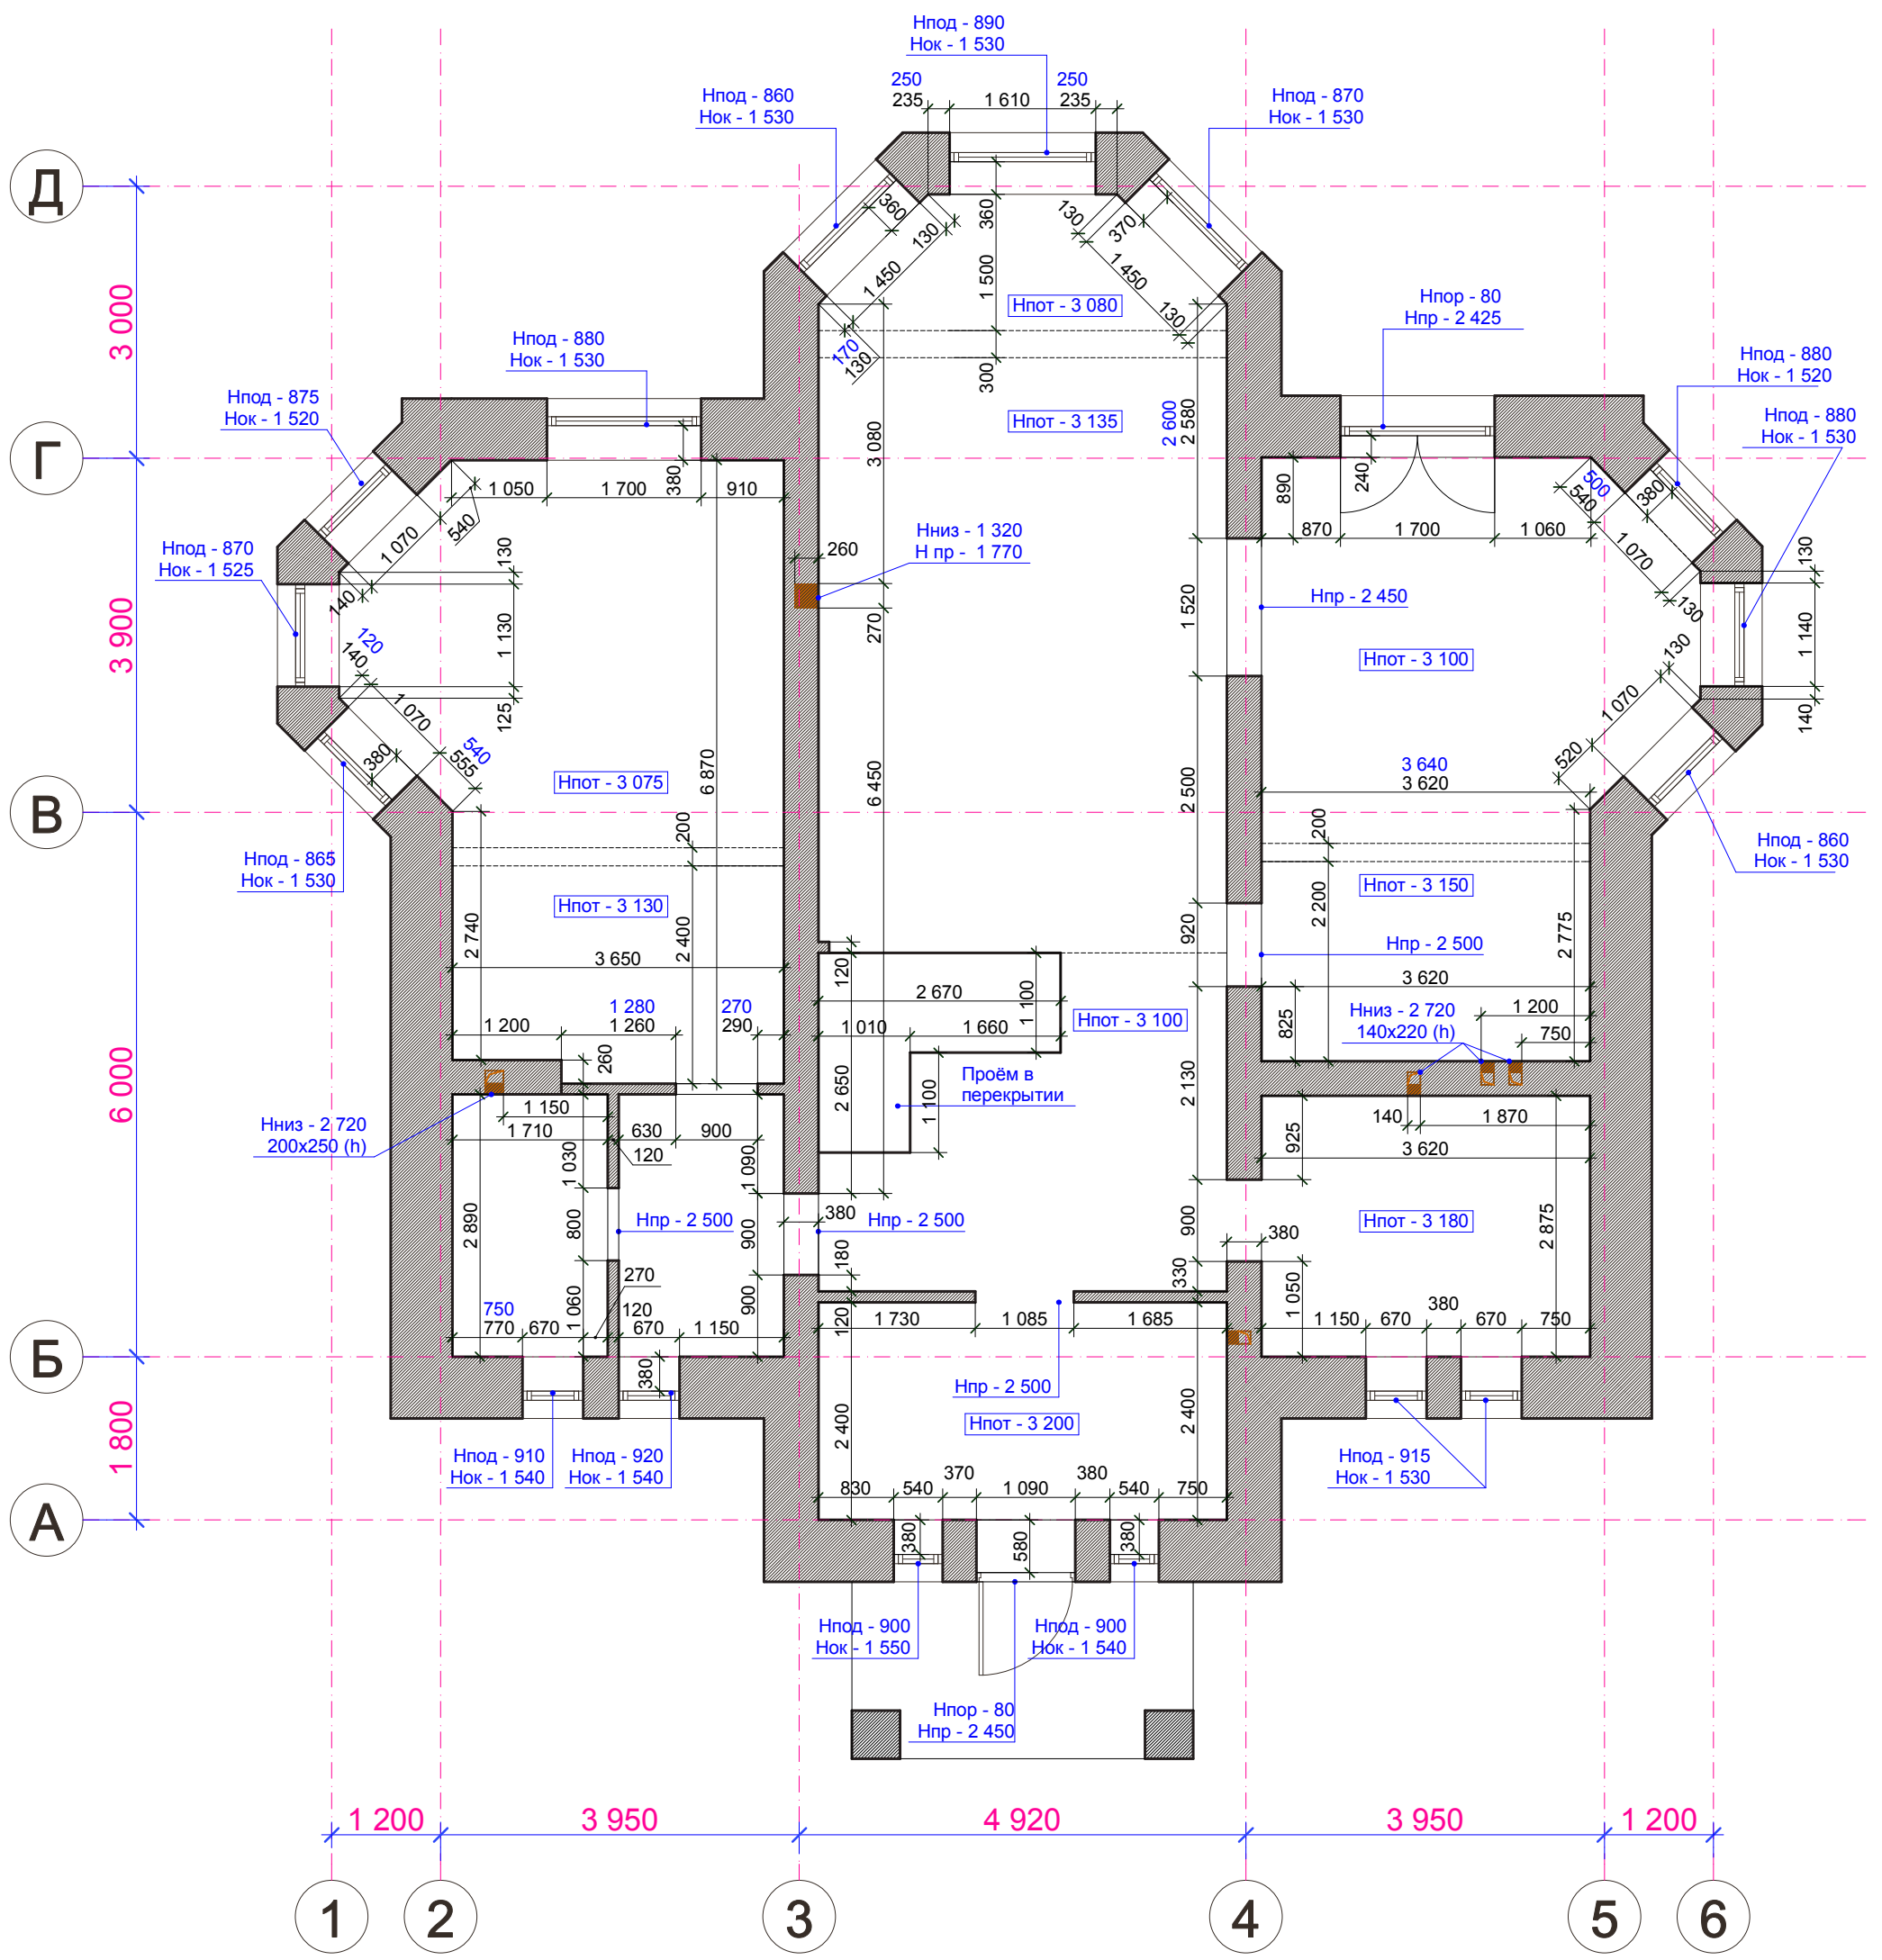 Нпод - 890
Нок - 1 530
250
250
235
1 610
235
Нпод - 860
Нок - 1 530
Нпод - 870
Нок - 1 530
Д
360
130
1 450
360
1 500
130
370
1 450
130
Нпот - 3 080
170
130
300
3 000
Нпод - 880
Нок - 1 530
Нпор - 80
Нпр - 2 425
Нпод - 880
Нок - 1 520
Нпод - 875
Нок - 1 520
Нпод - 880
Нок - 1 530
3 080
Нпот - 3 135
2 600
2 580
Г
1 050
1 700
380
910
540
1 070
890
240
870
1 700
1 060
500
540
380
1 070
Нпод - 870
Нок - 1 525
130
140
1 130
120
140
125
1 070
380
540
555
260
Нниз - 1 320
Н пр - 1 770
270
1 520
Нпр - 2 450
130
130
1 140
130
140
1 070
520
Нпот - 3 100
3 900
Нпот - 3 075
6 870
6 450
2 500
3 640
3 620
В
Нпод - 865
Нок - 1 530
200
200
Нпод - 860
Нок - 1 530
Нпот - 3 130
Нпот - 3 150
2 740
2 400
3 650
120
920
2 200
Нпр - 2 500
2 775
2 670
1 100
3 620
1 280
270
1 200
1 260
290
1 010
1 660
Нпот - 3 100
825
Нниз - 2 720
140x220 (h)
1 200
750
260
6 000
2 650
1 100
Проём в
перекрытии
2 130
Нниз - 2 720
200x250 (h)
1 150
1 710
630
900
120
1 030
1 090
140
1 870
925
3 620
2 890
800
Нпр - 2 500
380
Нпр - 2 500
900
900
180
380
Нпот - 3 180
2 875
270
330
1 050
1 060
750
770
670
120
670
1 150
900
120
1 730
1 085
1 685
1 150
670
380
670
750
Б
380
Нпр - 2 500
Нпот - 3 200
2 400
2 400
1 800
Нпод - 910
Нок - 1 540
Нпод - 920
Нок - 1 540
Нпод - 915
Нок - 1 530
830
540
370
1 090
380
540
750
А
380
580
380
Нпод - 900
Нок - 1 550
Нпод - 900
Нок - 1 540
Нпор - 80
Нпр - 2 450
1 200
3 950
4 920
3 950
1 200
1
2
3
4
5
6